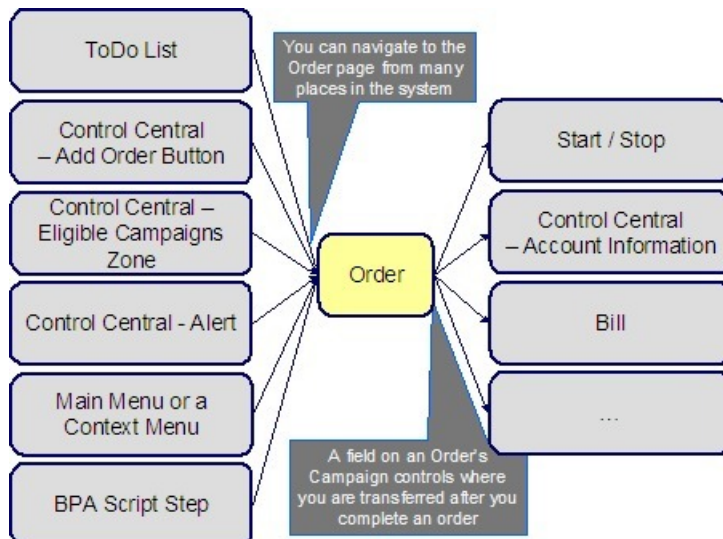 ToDo List
Control Central
– Add Order Button
Control Central –
Eligible Campaigns
Zone
Control Central - Alert
Main Menu or a
Context Menu
BPA Script Step
You can navigate to the
Order page from many
places in the system
Order
A field on an Order's
Campaign controls where
you are transferred after you
complete an order
Start / Stop
Control Central
– Account Information
Bill
...